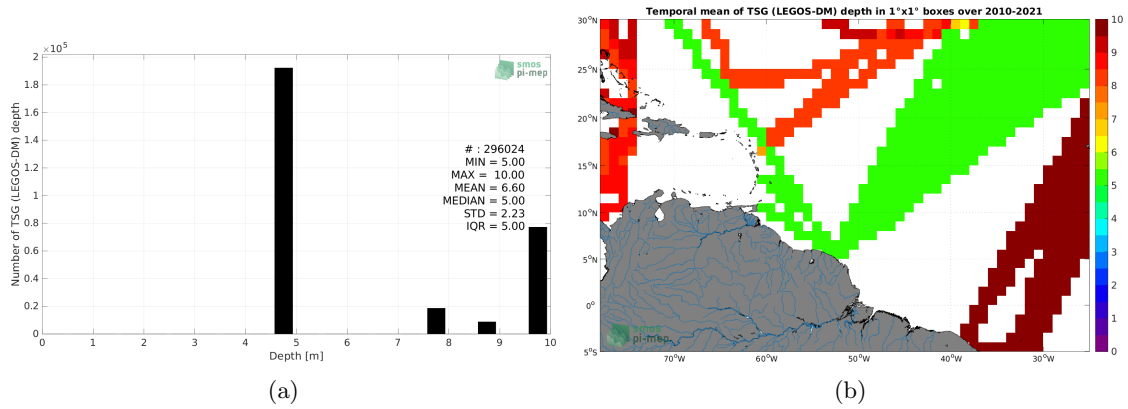 ×10⁵
2
1.8
1.6
1.4
1.2
1
0.8
0.6
0.4
0.2
0
Number of TSG (LEGOS-DM) depth
smos
pi-mep
# : 296024
MIN = 5.00
MAX = 10.00
MEAN = 6.60
MEDIAN = 5.00
STD = 2.23
IQR = 5.00
0 1 2 3 4 5 6 7 8 9 10
Depth [m]
(a)
Temporal mean of TSG (LEGOS-DM) depth in 1°x1° boxes over 2010-2021
30°N
25°N
20°N
15°N
10°N
5°N
0°
5°S
smos
pi-mep
70°W 60°W 50°W 40°W 30°W
10
9
8
7
6
5
4
3
2
1
0
(b)